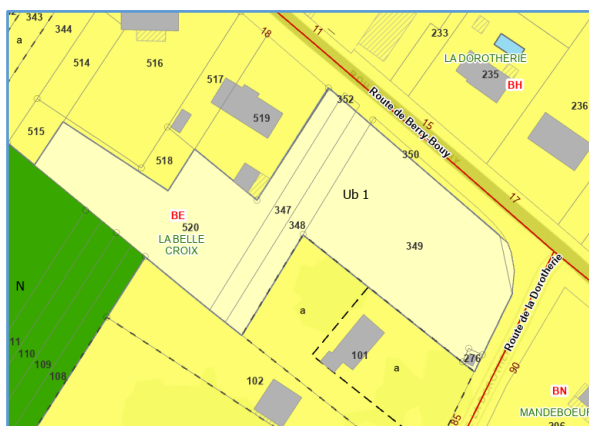 343
344
a
514
516
18
11
233
LA DOROTHERIE
235
BH
236
517
519
352
Route de Berry Bouy
15
350
17
515
518
Ub 1
BE
520
LA BELLE
CROIX
347
348
349
N
Route de la Dorotherie
a
11
110
109
108
101
a
276
90
102
BN
MANDEBOEUF
85